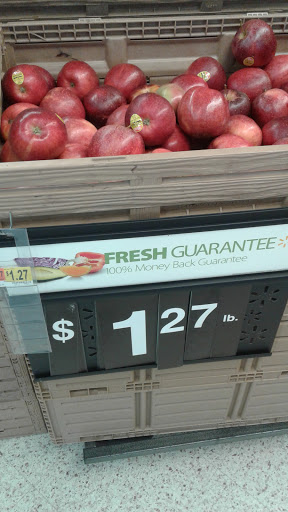 FRESH GUARANTEE
100% Money Back Guarantee
$1.27
$ 1 27 lb.